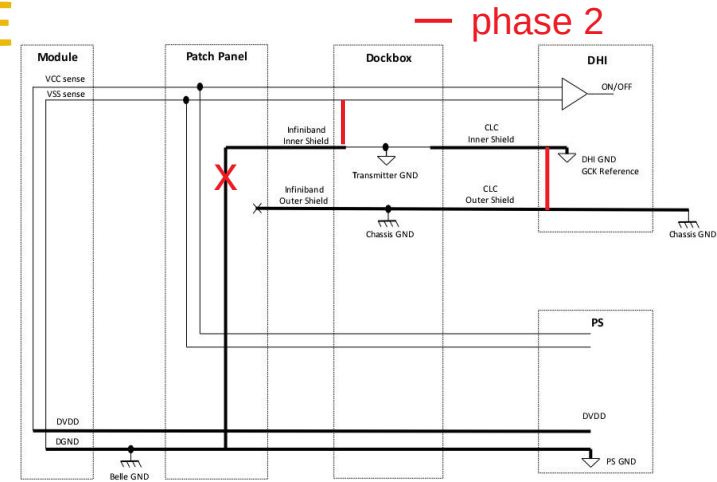 phase 2
Module
Patch Panel
Dockbox
DHI
VCC sense
VSS sense
ON/OFF
Infiniband
Inner Shield
CLC
Inner Shield
Transmitter GND
DHI GND
GCK Reference
X
Infiniband
Outer Shield
CLC
Outer Shield
Chassis GND
Chassis GND
PS
DVDD
DVDD
DGND
Belle GND
PS GND